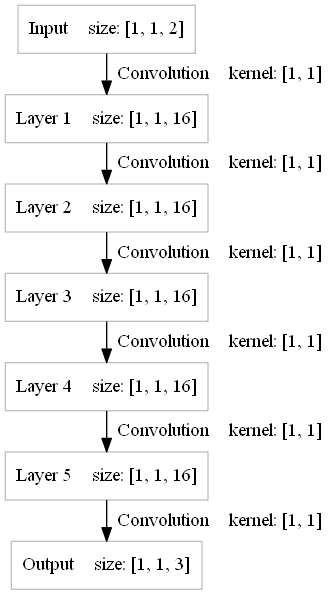 Input size: [1, 1, 2]
Convolution kernel: [1, 1]
Layer 1 size: [1, 1, 16]
Convolution kernel: [1, 1]
Layer 2 size: [1, 1, 16]
Convolution kernel: [1, 1]
Layer 3 size: [1, 1, 16]
Convolution kernel: [1, 1]
Layer 4 size: [1, 1, 16]
Convolution kernel: [1, 1]
Layer 5 size: [1, 1, 16]
Convolution kernel: [1, 1]
Output size: [1, 1, 3]